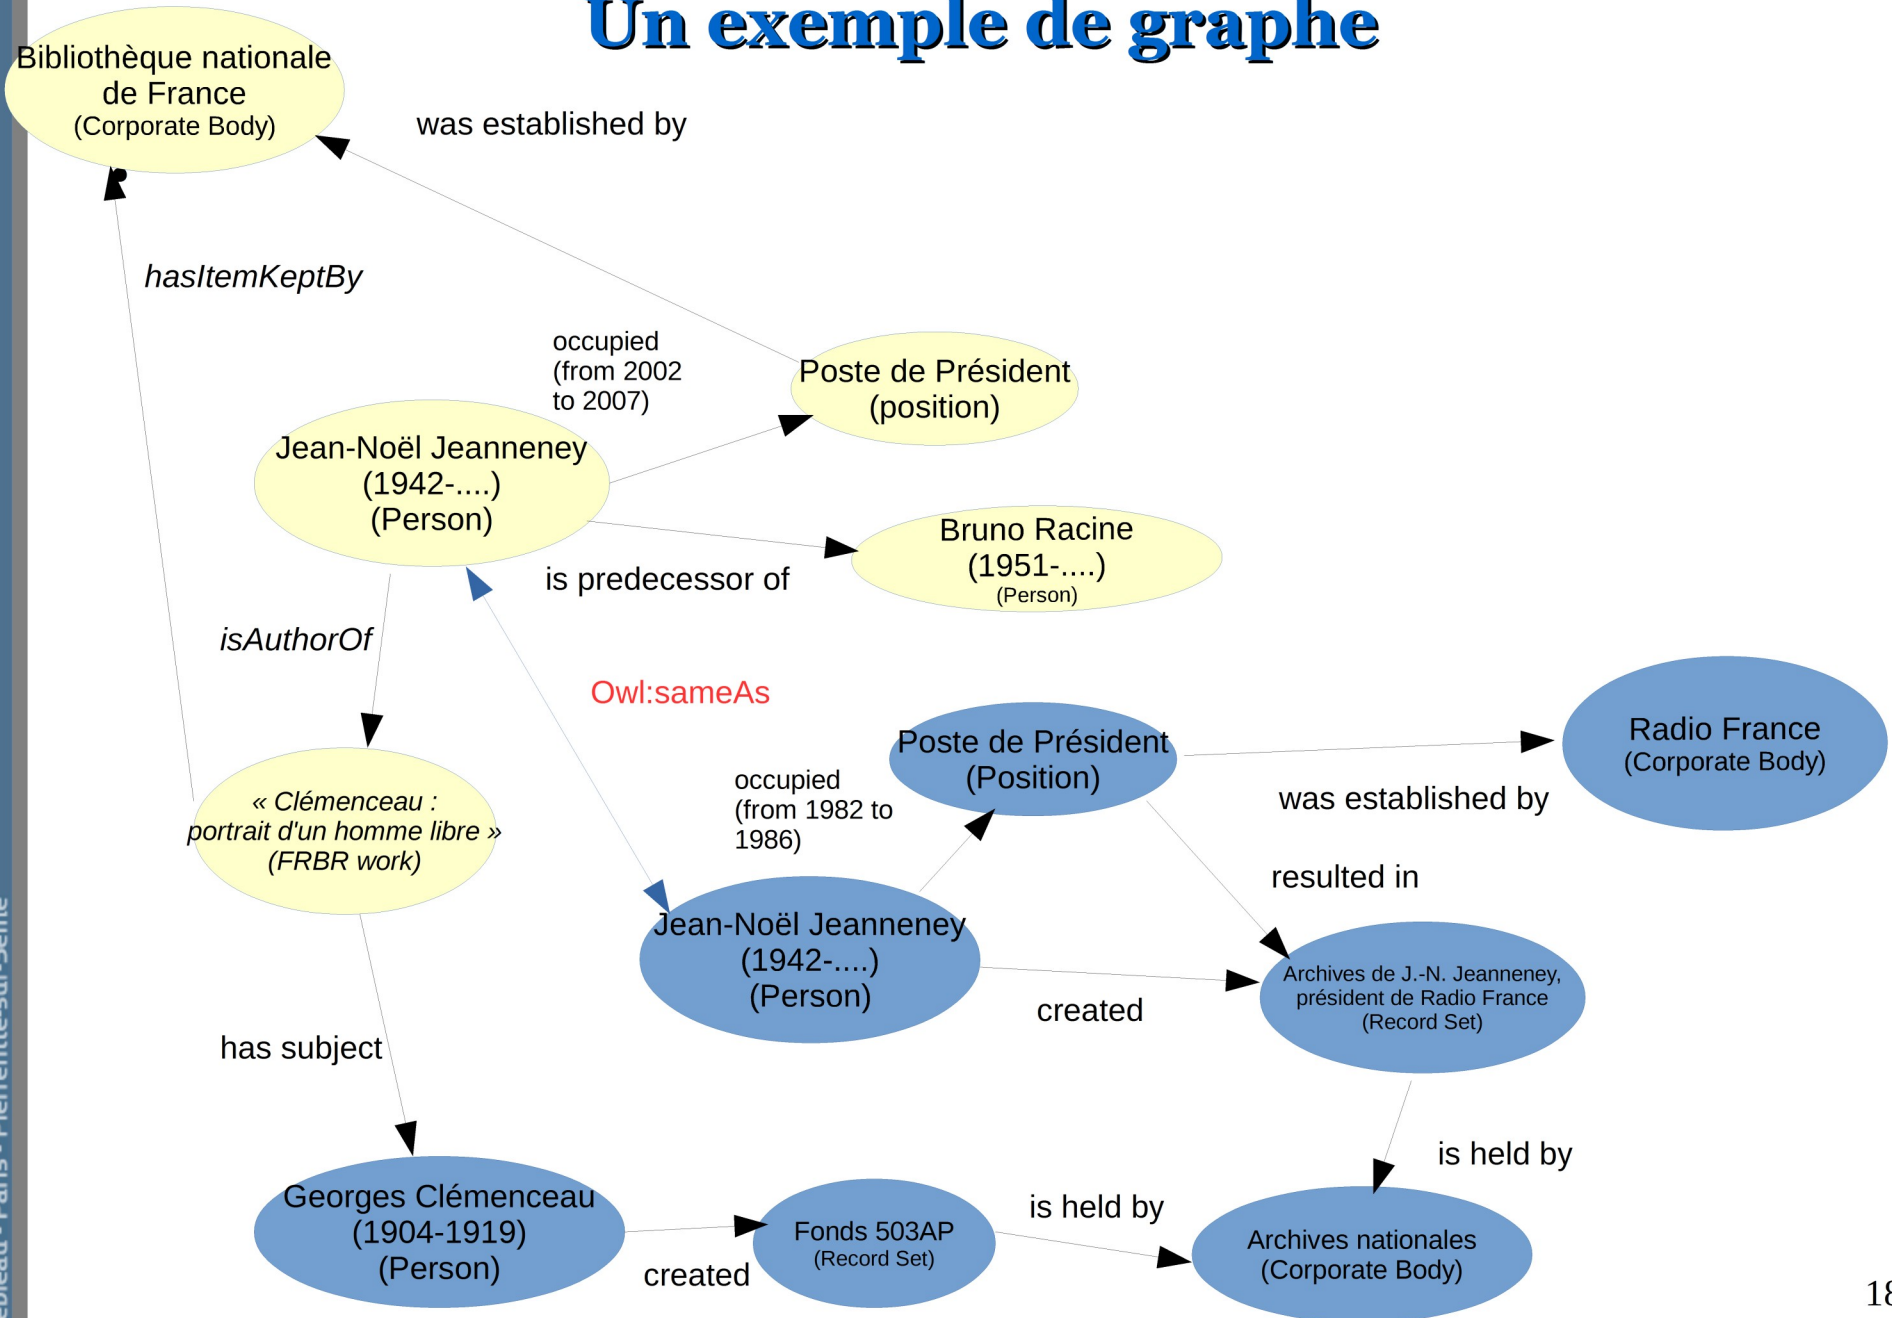 Un exemple de graphe
Bibliothèque nationale
de France
(Corporate Body)
was established by
hasItemKeptBy
occupied
(from 2002
to 2007)
Poste de Président
(position)
Jean-Noël Jeanneney
(1942-....)
(Person)
Bruno Racine
(1951-....)
(Person)
is predecessor of
isAuthorOf
Owl:sameAs
Poste de Président
(Position)
Radio France
(Corporate Body)
was established by
occupied
(from 1982 to
1986)
« Clémenceau :
portrait d'un homme libre »
(FRBR work)
resulted in
Jean-Noël Jeanneney
(1942-....)
(Person)
created
Archives de J.-N. Jeanneney,
président de Radio France
(Record Set)
has subject
is held by
Georges Clémenceau
(1904-1919)
(Person)
created
Fonds 503AP
(Record Set)
is held by
Archives nationales
(Corporate Body)
18
- Paris - Pierrefitte-sur-Seine